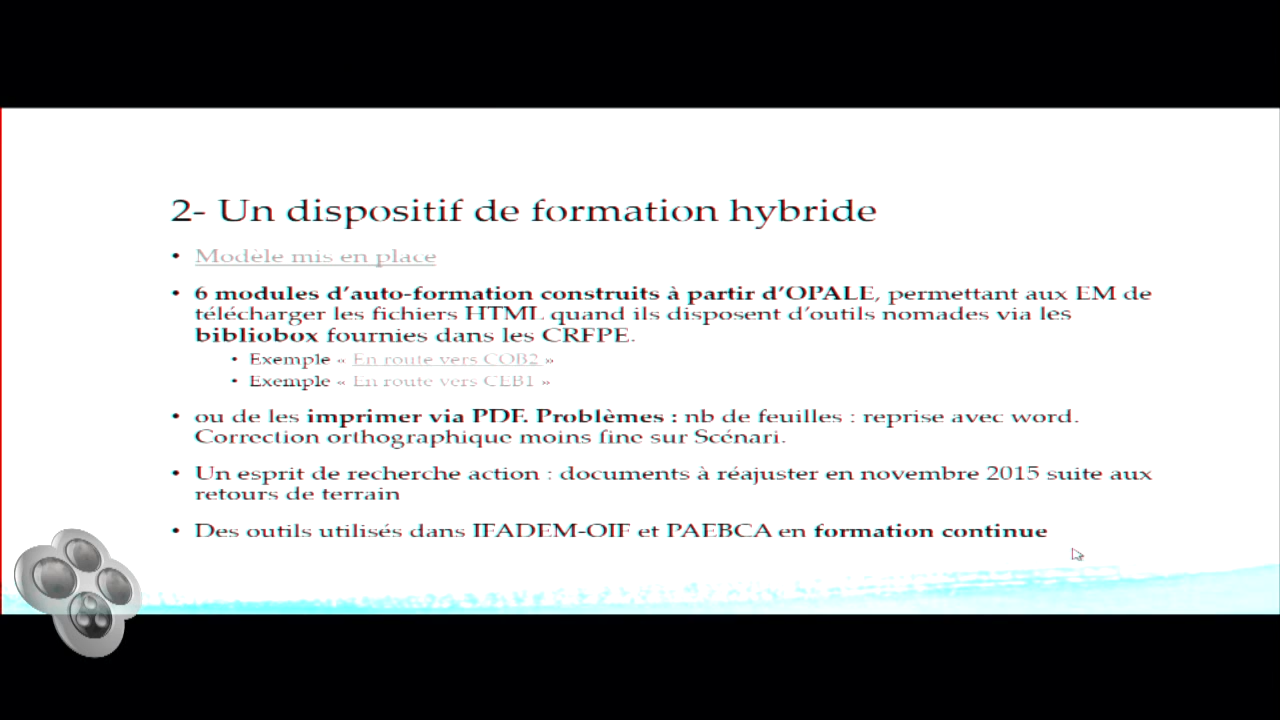 2- Un dispositif de formation hybride
• Modèle mis en place
• 6 modules d'auto-formation construits à partir d'OPALE, permettant aux EM de
télécharger les fichiers HTML quand ils disposent d'outils nomades via les
bibliobox fournies dans les CRFPE.
• Exemple « En route vers COB2 »
• Exemple « En route vers CEB1 »
• ou de les imprimer via PDF. Problèmes : nb de feuilles : reprise avec word.
Correction orthographique moins fine sur Scénari.
• Un esprit de recherche action : documents à réajuster en novembre 2015 suite aux
retours de terrain
• Des outils utilisés dans IFADEM-OIF et PAEBCA en formation continue